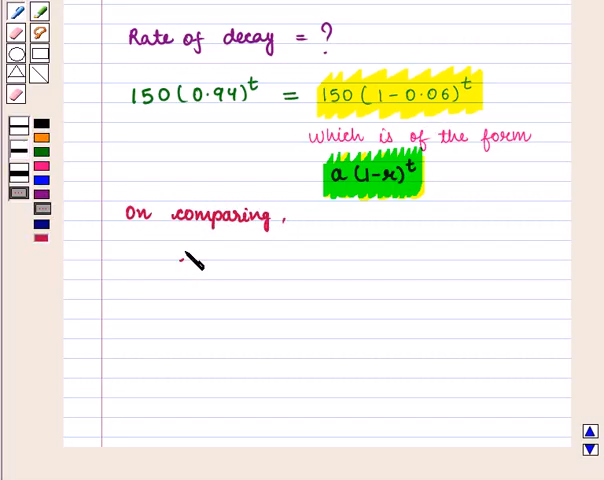 Rate of decay = ?
150(0.94)^t = 150(1-0.06)^t
which is of the form
a(1-r)^t
On comparing,